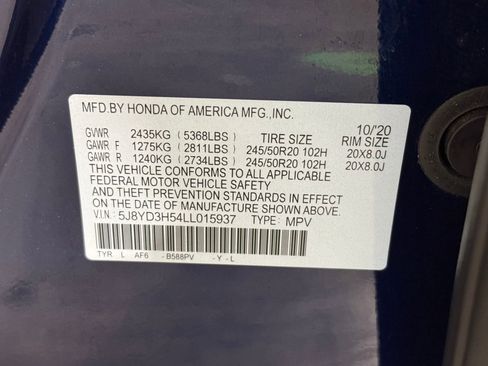 MFD.BY HONDA OF AMERICA MFG.,INC. 10/'20
GVWR 2435KG (5368LBS) TIRE SIZE RIM SIZE
GAWR F 1275KG (2811LBS) 245/50R20 102H 20X8.0J
GAWR R 1240KG (2734LBS) 245/50R20 102H 20X8.0J
THIS VEHICLE CONFORMS TO ALL APPLICABLE
FEDERAL MOTOR VEHICLE SAFETY
AND THEFT PREVENTION STANDARDS IN EFFECT
ON THE DATE OF MANUFACTURE SHOWN ABOVE.
V.I.N: 5J8YD3H54LL015937 TYPE: MPV
TYR L AF6 -B588PV -Y-L